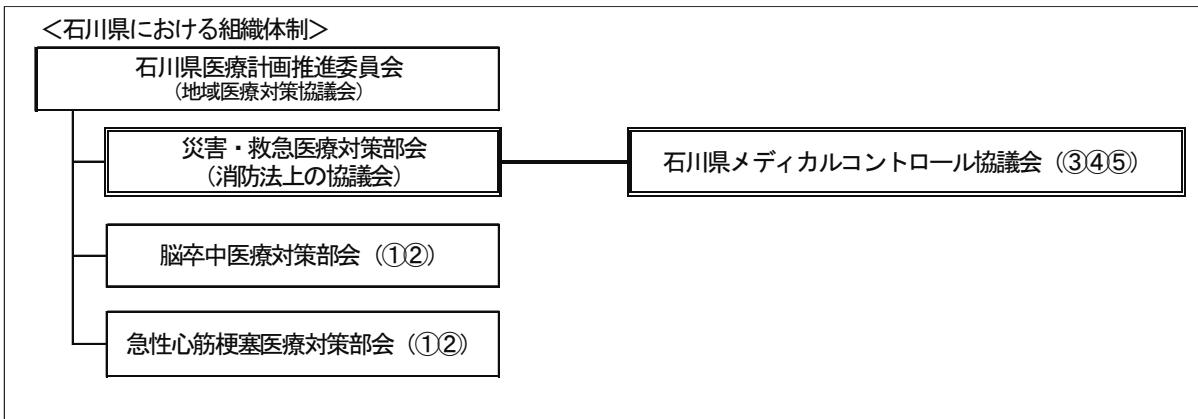 ＜石川県における組織体制＞
石川県医療計画推進委員会
（地域医療対策協議会）
災害・救急医療対策部会
（消防法上の協議会）
石川県メディカルコントロール協議会（③④⑤）
脳卒中医療対策部会（①②）
急性心筋梗塞医療対策部会（①②）